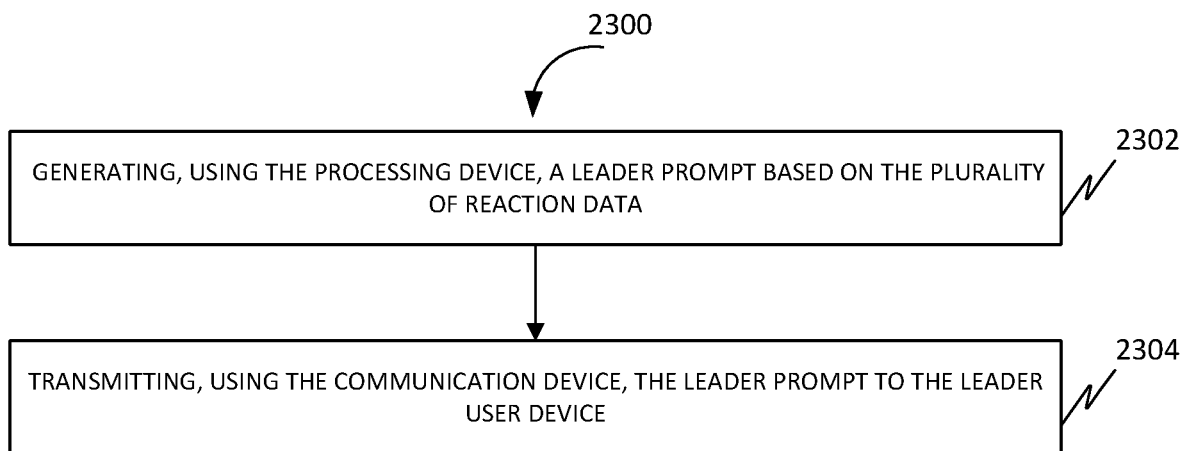 2300
2302
GENERATING, USING THE PROCESSING DEVICE, A LEADER PROMPT BASED ON THE PLURALITY
OF REACTION DATA
2304
TRANSMITTING, USING THE COMMUNICATION DEVICE, THE LEADER PROMPT TO THE LEADER
USER DEVICE